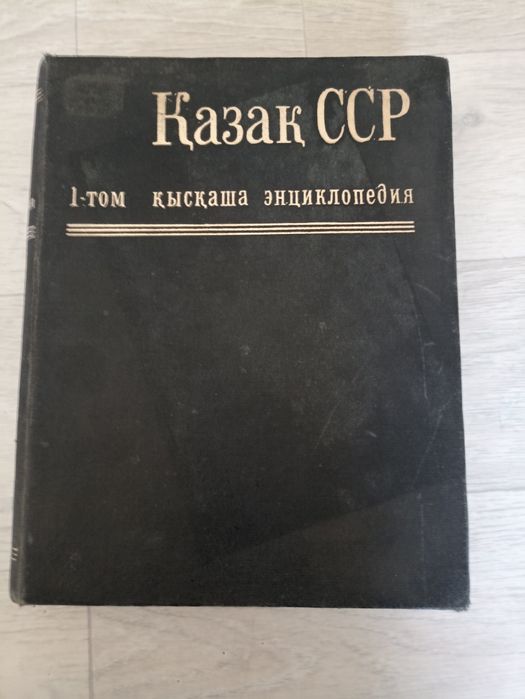 Қазақ ССР
1-том қысқаша энциклопедия